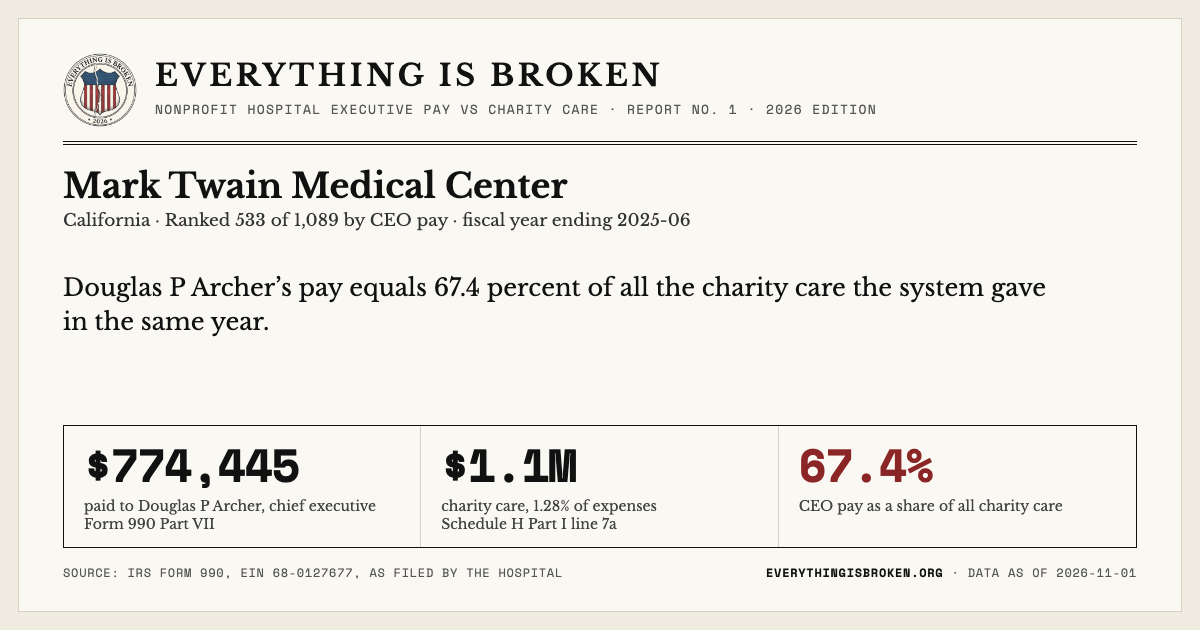 EVERYTHING IS BROKEN
2026
EVERYTHING IS BROKEN
NONPROFIT HOSPITAL EXECUTIVE PAY VS CHARITY CARE · REPORT NO. 1 · 2026 EDITION
Mark Twain Medical Center
California · Ranked 533 of 1,089 by CEO pay · fiscal year ending 2025-06
Douglas P Archer’s pay equals 67.4 percent of all the charity care the system gave
in the same year.
$774,445
paid to Douglas P Archer, chief executive
Form 990 Part VII
$1.1M
charity care, 1.28% of expenses
Schedule H Part I line 7a
67.4%
CEO pay as a share of all charity care
SOURCE: IRS FORM 990, EIN 68-0127677, AS FILED BY THE HOSPITAL
EVERYTHINGISBROKEN.ORG · DATA AS OF 2026-11-01